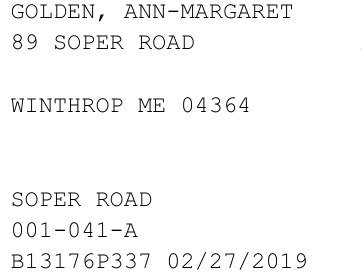 GOLDEN, ANN-MARGARET
89 SOPER ROAD
WINTHROP ME 04364
SOPER ROAD
001-041-A
B13176P337 02/27/2019